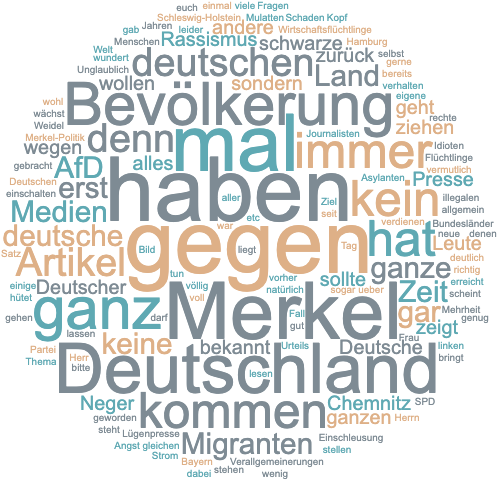 euch einmal viele Fragen
Schleswig-Holstein Mulatten Schaden Kopf
gab leider andere Wirtschaftsflüchtlinge
Jahren Rassismus schwarze Hamburg
Welt Menschen zurück selbst
wundert deutschen Land gerne
Unglaublich wollen sondern bereits
verhalten
wohl Bevölkerung eigene
wächst geht rechte
Weidel denn mal Journalisten ziehen
Merkel-Politik immer Idioten
wegen Flüchtlinge
gebracht AfD alles Asylanten vermutlich
Deutschen erst haben kein Presse
einschalten aller Ziel illegalen
Medien etc seit verdienen allgemein
deutsche gegen hat Bundesländer
war neue denen
Satz Artikel Bild liegt Tag Leute deutlich
einige Deutscher tun vorher sollte ganze richtig
hütet völlig natürlich Zeit erreicht
ganz voll sogar ueber scheint
gehen darf Merkel gar Mehrheit
lassen Fall zeigt genug
Partei keine gut Frau linken
Thema Herr bekannt Urteils Deutsche bringt
bitte Deutschland
lesen
Neger kommen Chemnitz SPD
geworden ganzen Herrn
steht Lügenpresse Migranten Einschleusung
Angst gleichen stellen
Strom Bayern Verallgemeinerungen
dabei stehen wenig